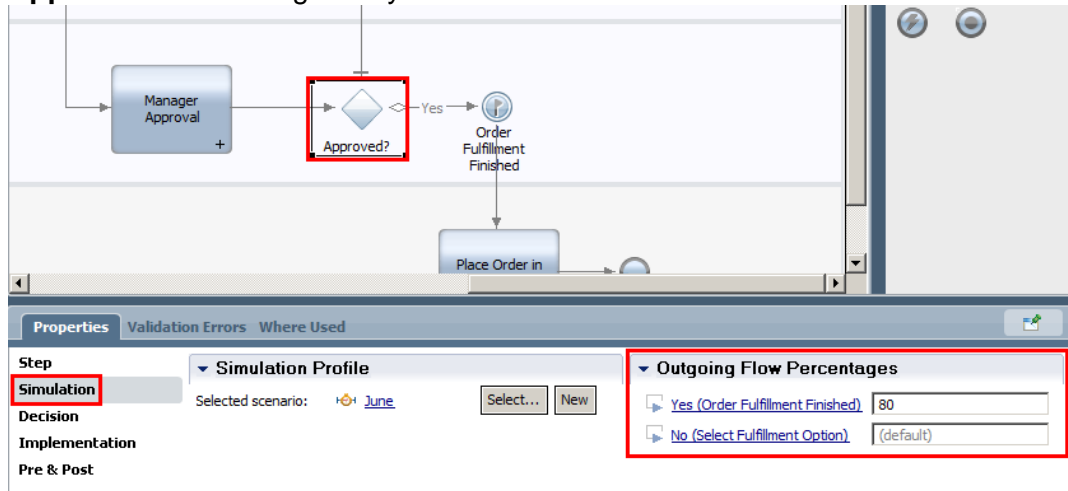 Manager
Approval
+
Approved?
Yes
Order
Fulfillment
Finished
Place Order in
Properties Validation Errors Where Used
Step
Simulation
Decision
Implementation
Pre & Post
Simulation Profile
Selected scenario: June Select... New
Outgoing Flow Percentages
Yes (Order Fulfillment Finished) 80
No (Select Fulfillment Option) (default)